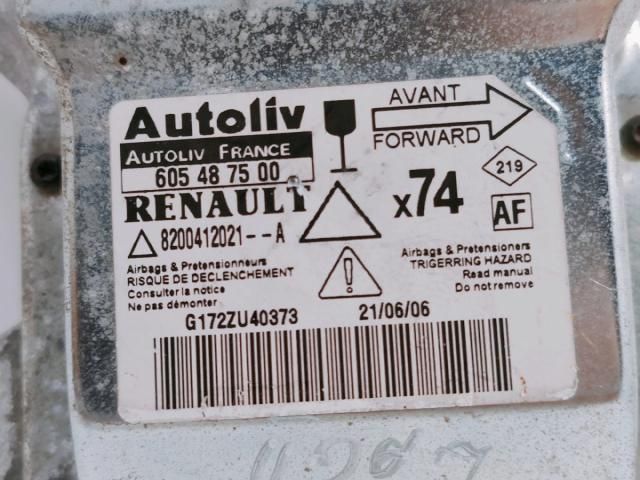 Autoliv
AUTOLIV FRANCE
605 48 75 00
RENAULT
8200412021--A
AVANT
FORWARD
219
x74
AF
Airbags & Pretensionneurs
RISQUE DE DECLENCHEMENT
Consulter la notice
Ne pas démonter
Airbags & Pretensioners
TRIGERRING HAZARD
Read manual
Do not remove
G172ZU40373
21/06/06